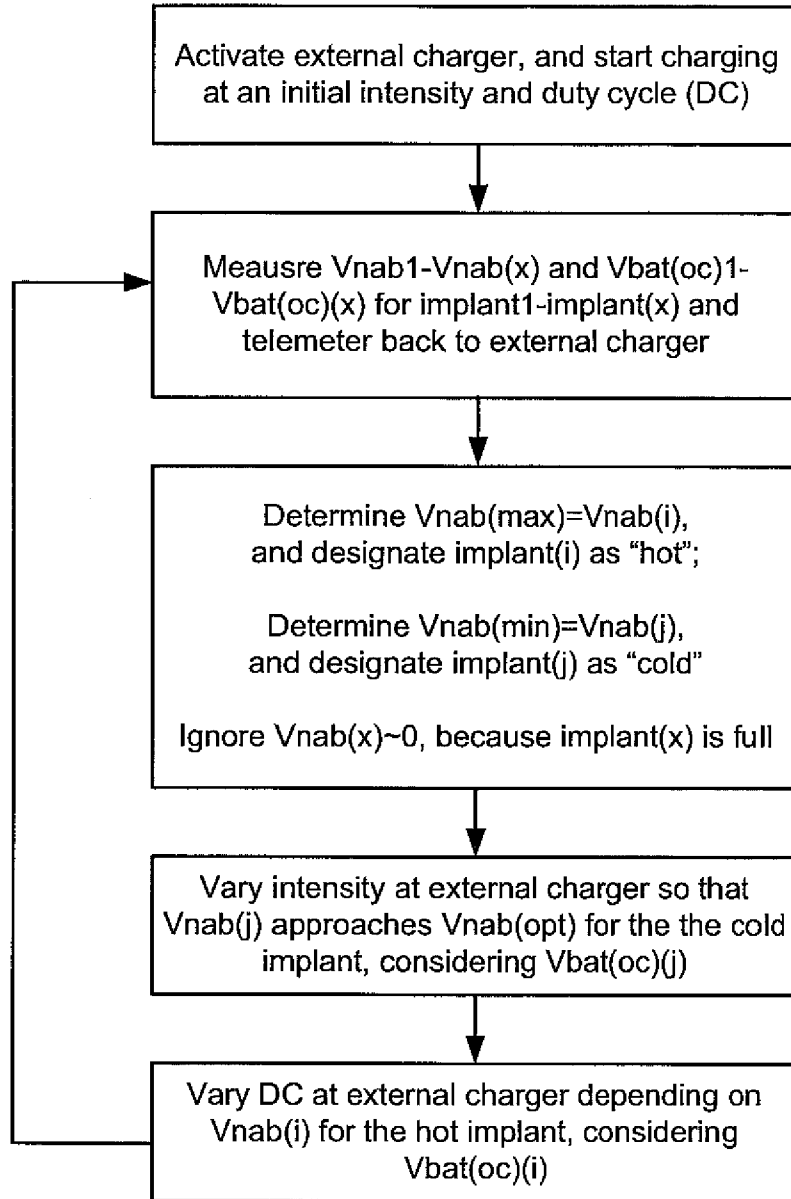 Activate external charger, and start charging
at an initial intensity and duty cycle (DC)
Meausre Vnab1-Vnab(x) and Vbat(oc)1-
Vbat(oc)(x) for implant1-implant(x) and
telemeter back to external charger
Determine Vnab(max)=Vnab(i),
and designate implant(i) as “hot”;
Determine Vnab(min)=Vnab(j),
and designate implant(j) as “cold”
Ignore Vnab(x)~0, because implant(x) is full
Vary intensity at external charger so that
Vnab(j) approaches Vnab(opt) for the the cold
implant, considering Vbat(oc)(j)
Vary DC at external charger depending on
Vnab(i) for the hot implant, considering
Vbat(oc)(i)